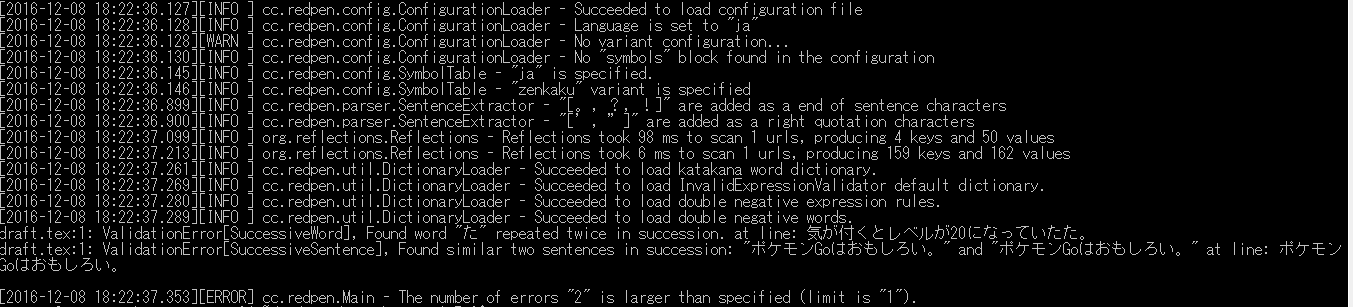 [2016-12-08 18:22:36.127][INFO ] cc.redpen.config.ConfigurationLoader - Succeeded to load configuration file
[2016-12-08 18:22:36.128][INFO ] cc.redpen.config.ConfigurationLoader - Language is set to "ja"
[2016-12-08 18:22:36.128][WARN ] cc.redpen.config.ConfigurationLoader - No variant configuration...
[2016-12-08 18:22:36.130][INFO ] cc.redpen.config.ConfigurationLoader - No "symbols" block found in the configuration
[2016-12-08 18:22:36.145][INFO ] cc.redpen.config.SymbolTable - "ja" is specified.
[2016-12-08 18:22:36.146][INFO ] cc.redpen.config.SymbolTable - "zenkaku" variant is specified
[2016-12-08 18:22:36.899][INFO ] cc.redpen.parser.SentenceExtractor - "[。, ？, ！]" are added as a end of sentence characters
[2016-12-08 18:22:36.900][INFO ] cc.redpen.parser.SentenceExtractor - "[’, ”]" are added as a right quotation characters
[2016-12-08 18:22:37.099][INFO ] org.reflections.Reflections - Reflections took 98 ms to scan 1 urls, producing 4 keys and 50 values
[2016-12-08 18:22:37.213][INFO ] org.reflections.Reflections - Reflections took 6 ms to scan 1 urls, producing 159 keys and 162 values
[2016-12-08 18:22:37.261][INFO ] cc.redpen.util.DictionaryLoader - Succeeded to load katakana word dictionary.
[2016-12-08 18:22:37.269][INFO ] cc.redpen.util.DictionaryLoader - Succeeded to load InvalidExpressionValidator default dictionary.
[2016-12-08 18:22:37.280][INFO ] cc.redpen.util.DictionaryLoader - Succeeded to load double negative expression rules.
[2016-12-08 18:22:37.289][INFO ] cc.redpen.util.DictionaryLoader - Succeeded to load double negative words.
draft.tex:1: ValidationError[SuccessiveWord], Found word "た" repeated twice in succession. at line: 気が付くとレベルが20になっていたた。
draft.tex:1: ValidationError[SuccessiveSentence], Found similar two sentences in succession: "ポケモンGoはおもしろい。" and "ポケモンGoはおもしろい。" at line: ポケモン
Goはおもしろい。
[2016-12-08 18:22:37.353][ERROR] cc.redpen.Main - The number of errors "2" is larger than specified (limit is "1").